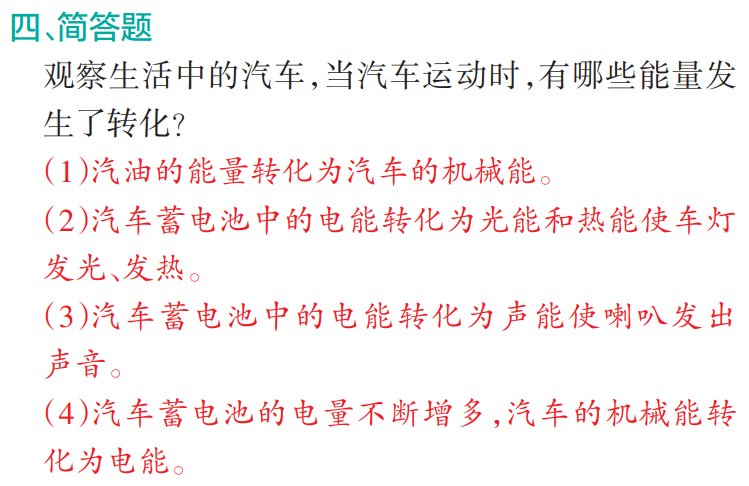 四、简答题
观察生活中的汽车,当汽车运动时,有哪些能量发
生了转化?
(1)汽油的能量转化为汽车的机械能。
(2)汽车蓄电池中的电能转化为光能和热能使车灯
发光、发热。
(3)汽车蓄电池中的电能转化为声能使喇叭发出
声音。
(4)汽车蓄电池的电量不断增多,汽车的机械能转
化为电能。